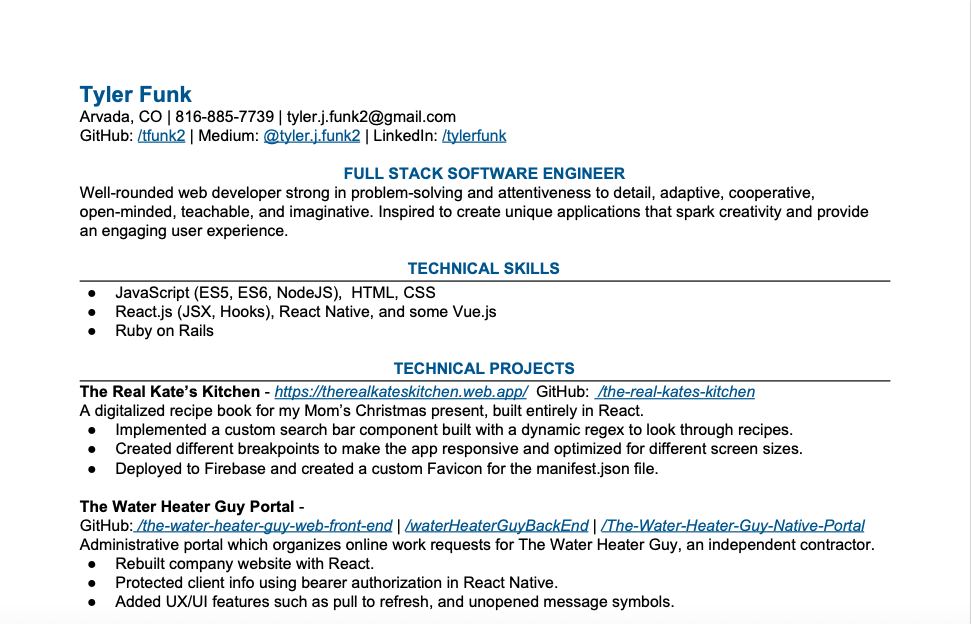 Tyler Funk
Arvada, CO | 816-885-7739 | tyler.j.funk2@gmail.com
GitHub: /tfunk2 | Medium: @tyler.j.funk2 | LinkedIn: /tylerfunk
FULL STACK SOFTWARE ENGINEER
Well-rounded web developer strong in problem-solving and attentiveness to detail, adaptive, cooperative,
open-minded, teachable, and imaginative. Inspired to create unique applications that spark creativity and provide
an engaging user experience.
TECHNICAL SKILLS
● JavaScript (ES5, ES6, NodeJS),  HTML, CSS
● React.js (JSX, Hooks), React Native, and some Vue.js
● Ruby on Rails
TECHNICAL PROJECTS
The Real Kate's Kitchen - https://therealkateskitchen.web.app/  GitHub:  /the-real-kates-kitchen
A digitalized recipe book for my Mom's Christmas present, built entirely in React.
● Implemented a custom search bar component built with a dynamic regex to look through recipes.
● Created different breakpoints to make the app responsive and optimized for different screen sizes.
● Deployed to Firebase and created a custom Favicon for the manifest.json file.
The Water Heater Guy Portal -
GitHub: /the-water-heater-guy-web-front-end | /waterHeaterGuyBackEnd | /The-Water-Heater-Guy-Native-Portal
Administrative portal which organizes online work requests for The Water Heater Guy, an independent contractor.
● Rebuilt company website with React.
● Protected client info using bearer authorization in React Native.
● Added UX/UI features such as pull to refresh, and unopened message symbols.